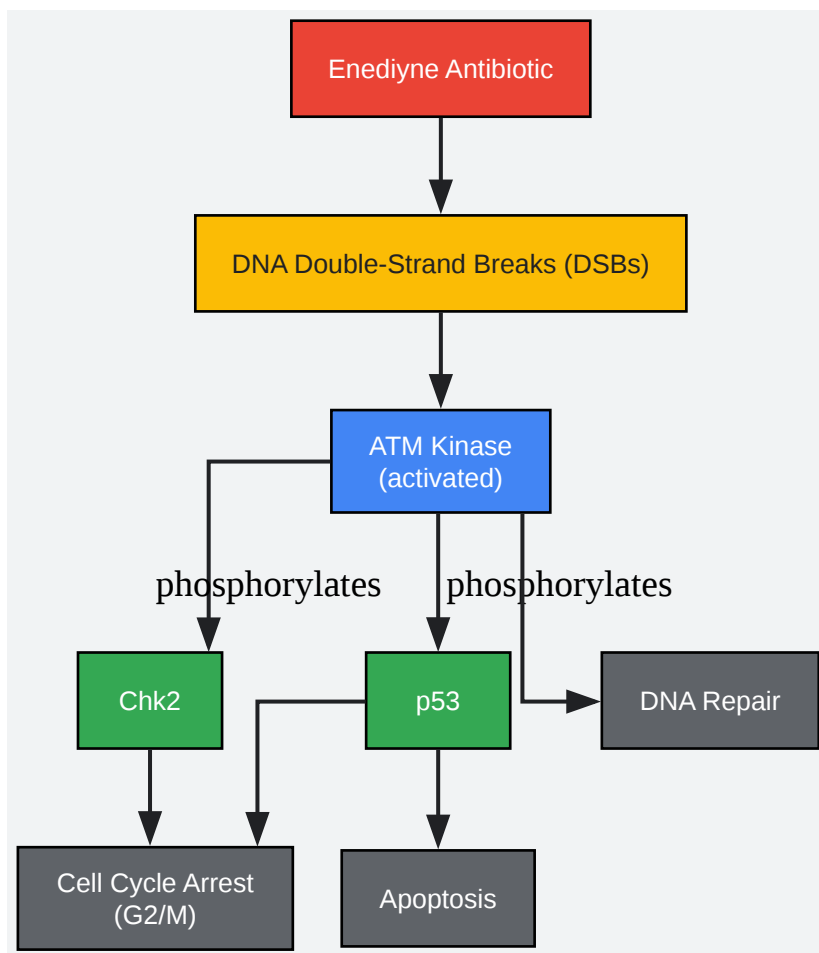 Enediyne Antibiotic
DNA Double-Strand Breaks (DSBs)
ATM Kinase
(activated)
phosphorylates
phosphorylates
Chk2
p53
DNA Repair
Cell Cycle Arrest
(G2/M)
Apoptosis